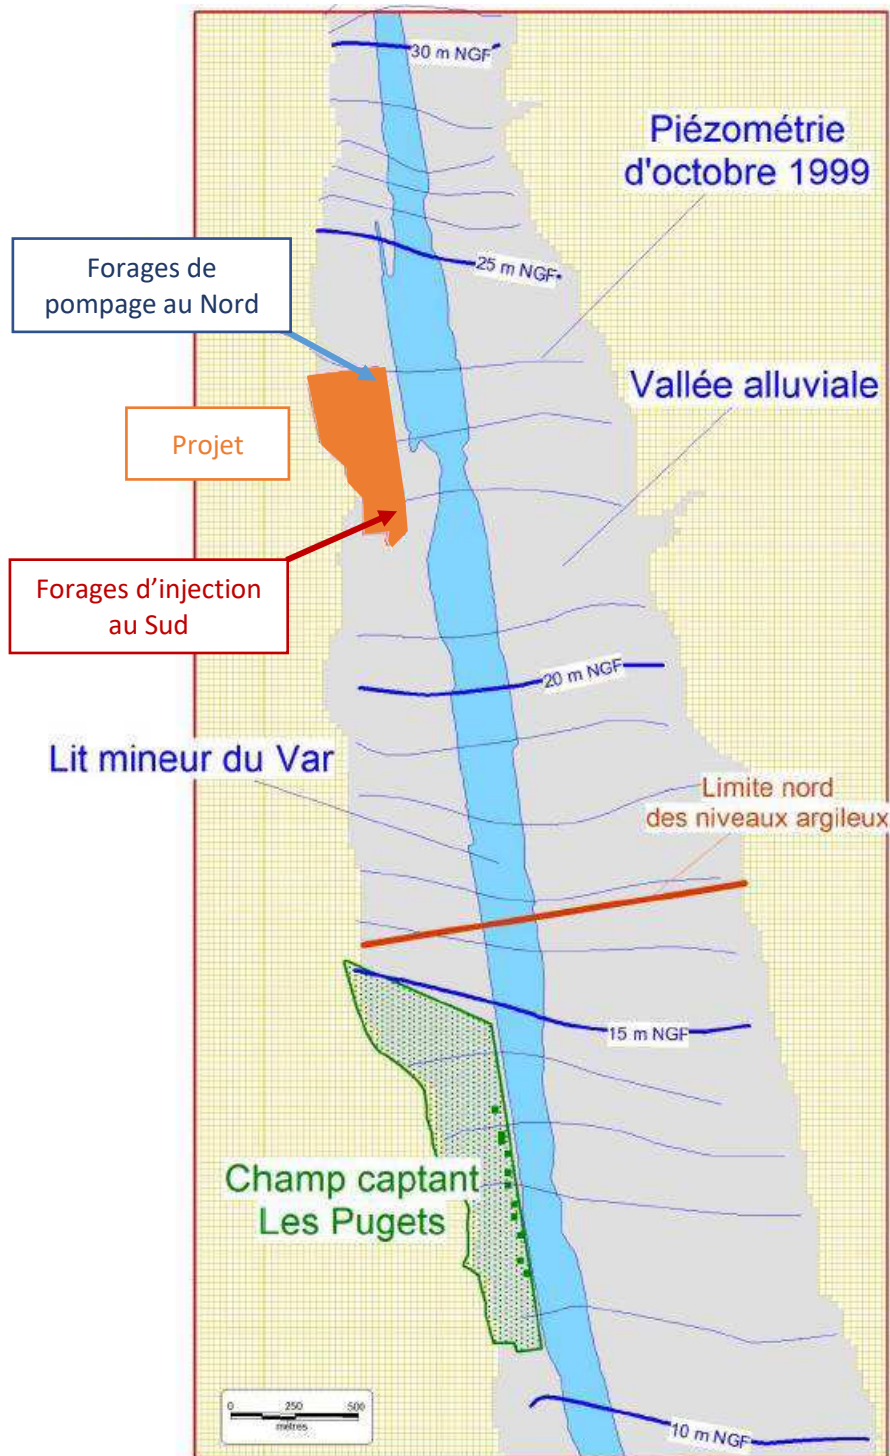 30 m NGF
Piézométrie
d'octobre 1999
Forages de
pompage au Nord
25 m NGF
Vallée alluviale
Projet
Forages d’injection
au Sud
20 m NGF
Lit mineur du Var
Limite nord
des niveaux argileux
15 m NGF
Champ captant
Les Pugets
0 250 500
mètres
10 m NGF